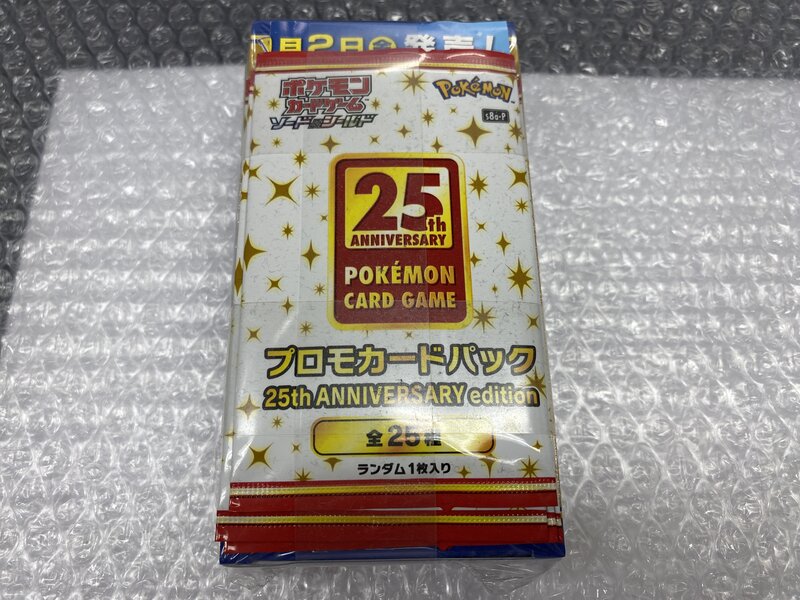 月2日金発売！
ポケモン
カードゲーム
ソード&シールド
POKéMON
s8a-P
25th
ANNIVERSARY
POKÉMON
CARD GAME
プロモカードパック
25th ANNIVERSARY edition
全25種
ランダム1枚入り